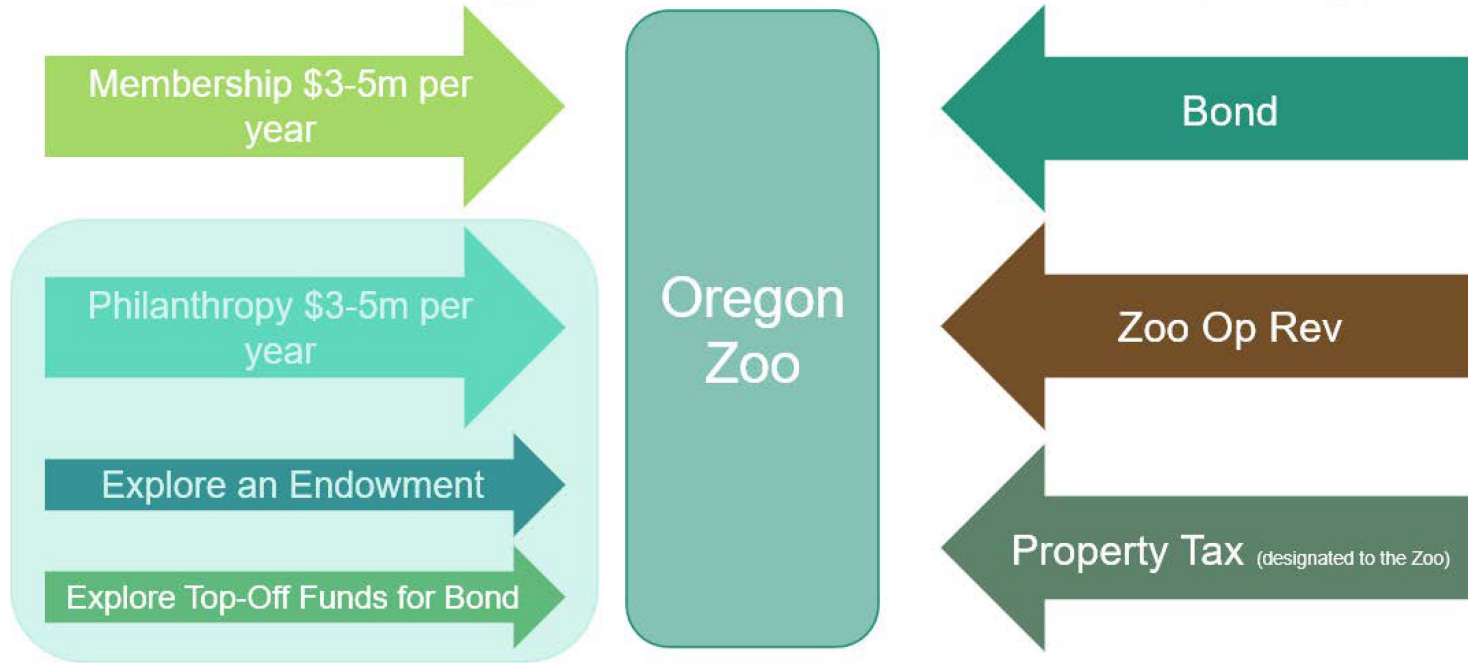 Membership $3-5m per
year
Philanthropy $3-5m per
year
Explore an Endowment
Explore Top-Off Funds for Bond
Oregon
Zoo
Bond
Zoo Op Rev
Property Tax (designated to the Zoo)